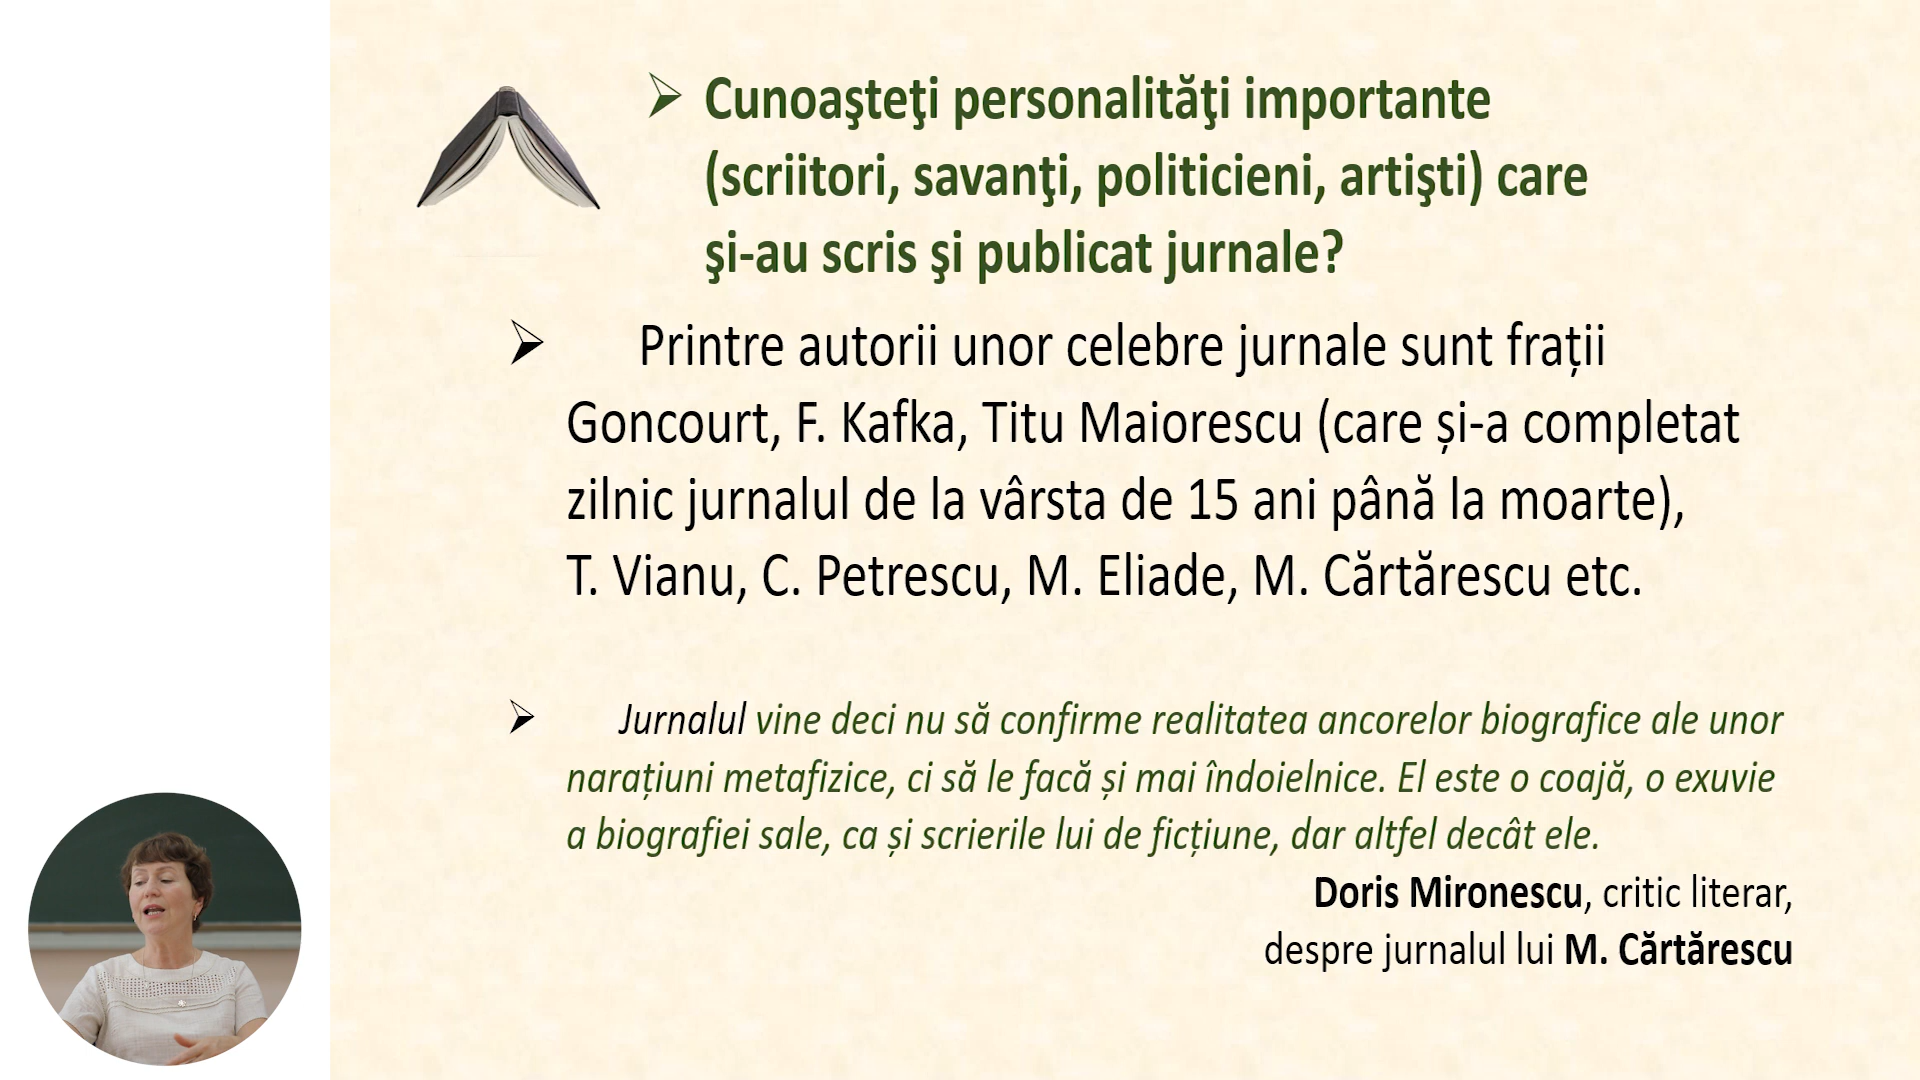 ➢ Cunoaşteţi personalităţi importante
(scriitori, savanţi, politicieni, artişti) care
şi-au scris şi publicat jurnale?
➢ Printre autorii unor celebre jurnale sunt frații
Goncourt, F. Kafka, Titu Maiorescu (care și-a completat
zilnic jurnalul de la vârsta de 15 ani până la moarte),
T. Vianu, C. Petrescu, M. Eliade, M. Cărtărescu etc.
➢ Jurnalul vine deci nu să confirme realitatea ancorelor biografice ale unor
narațiuni metafizice, ci să le facă și mai îndoielnice. El este o coajă, o exuvie
a biografiei sale, ca și scrierile lui de ficțiune, dar altfel decât ele.
Doris Mironescu, critic literar,
despre jurnalul lui M. Cărtărescu